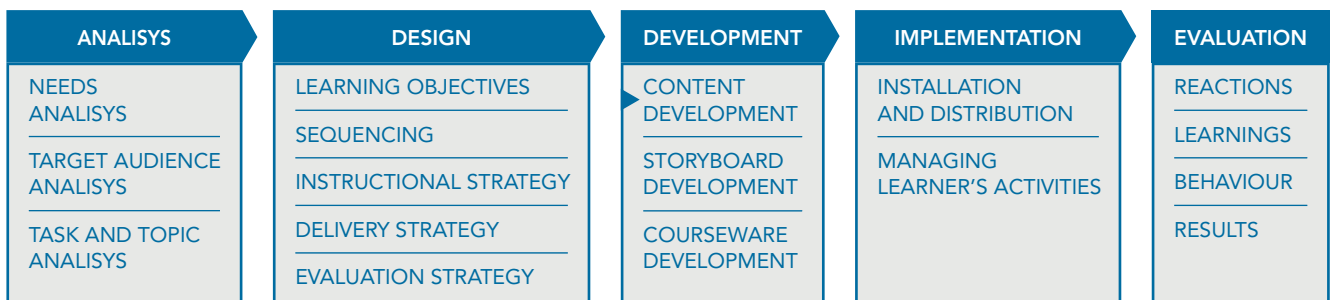 ANALISYS
NEEDS
ANALISYS
TARGET AUDIENCE
ANALISYS
TASK AND TOPIC
ANALISYS
DESIGN
LEARNING OBJECTIVES
SEQUENCING
INSTRUCTIONAL STRATEGY
DELIVERY STRATEGY
EVALUATION STRATEGY
DEVELOPMENT
CONTENT
DEVELOPMENT
STORYBOARD
DEVELOPMENT
COURSEWARE
DEVELOPMENT
IMPLEMENTATION
INSTALLATION
AND DISTRIBUTION
MANAGING
LEARNER’S ACTIVITIES
EVALUATION
REACTIONS
LEARNINGS
BEHAVIOUR
RESULTS